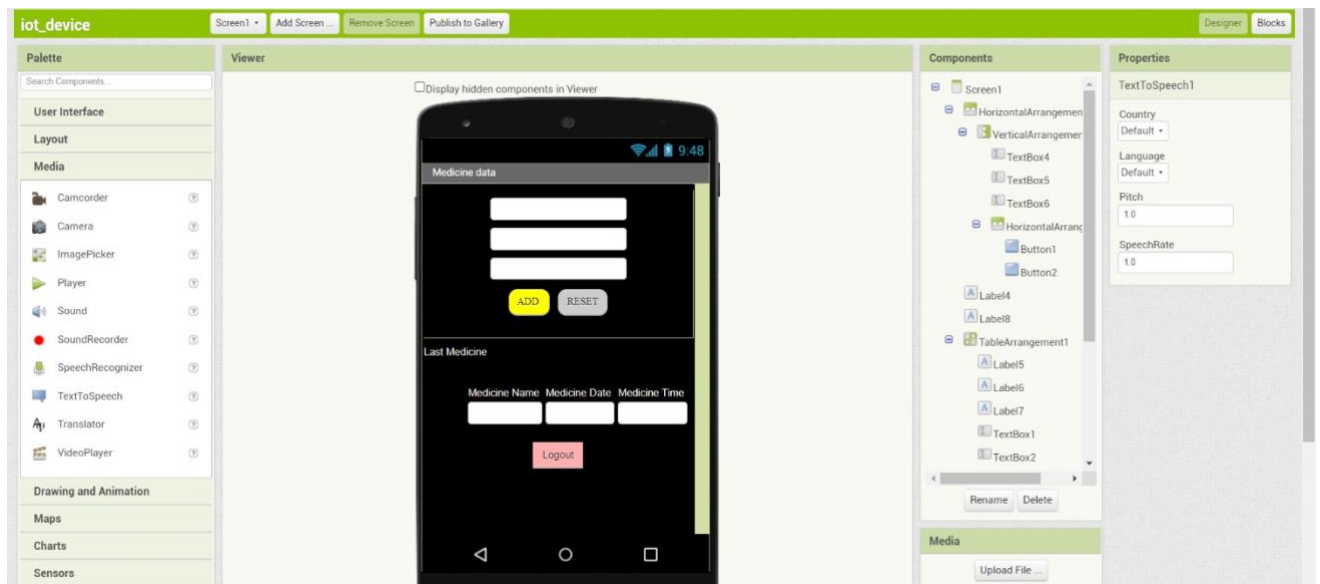 iot_device
Screen1
Add Screen ...
Remove Screen
Publish to Gallery
Designer
Blocks
Palette
Search Components...
User Interface
Layout
Media
Camcorder
Camera
ImagePicker
Player
Sound
SoundRecorder
SpeechRecognizer
TextToSpeech
Translator
VideoPlayer
Drawing and Animation
Maps
Charts
Sensors
Viewer
Display hidden components in Viewer
9:48
Medicine data
ADD
RESET
Last Medicine
Medicine Name Medicine Date Medicine Time
Logout
Components
Screen1
HorizontalArrangemen
VerticalArrangemer
TextBox4
TextBox5
TextBox6
HorizontalArrang
Button1
Button2
Label4
Label8
TableArrangement1
Label5
Label6
Label7
TextBox1
TextBox2
Rename
Delete
Media
Upload File ...
Properties
TextToSpeech1
Country
Default
Language
Default
Pitch
1.0
SpeechRate
1.0